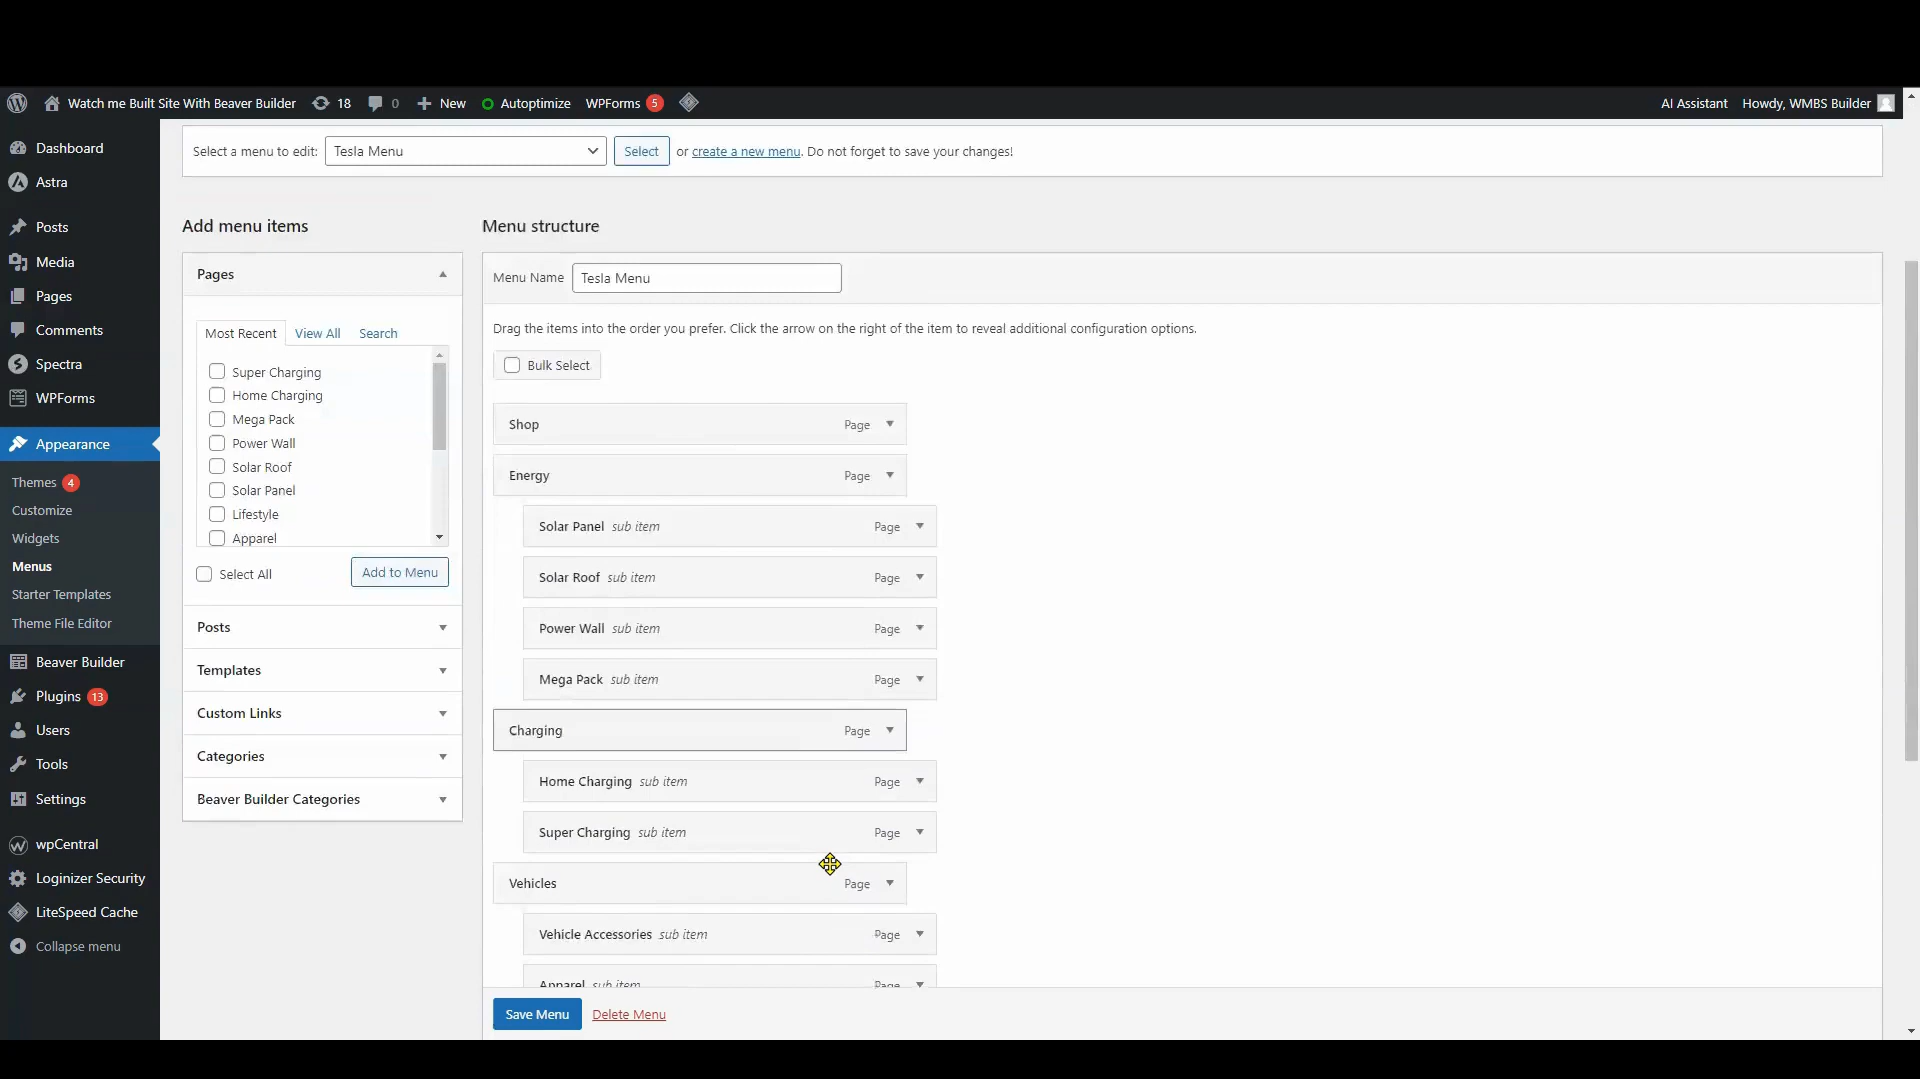 Watch me Built Site With Beaver Builder 18 0 New Autoptimize WPForms 5 AI Assistant Howdy, WMBS Builder
Dashboard
Astra
Posts
Media
Pages
Comments
Spectra
WPForms
Appearance
Themes 4
Customize
Widgets
Menus
Starter Templates
Theme File Editor
Beaver Builder
Plugins 13
Users
Tools
Settings
wpCentral
Loginizer Security
LiteSpeed Cache
Collapse menu
Select a menu to edit: Tesla Menu Select or create a new menu. Do not forget to save your changes!
Add menu items
Pages
Most Recent View All Search
Super Charging
Home Charging
Mega Pack
Power Wall
Solar Roof
Solar Panel
Lifestyle
Apparel
Select All Add to Menu
Posts
Templates
Custom Links
Categories
Beaver Builder Categories
Menu structure
Menu Name Tesla Menu
Drag the items into the order you prefer. Click the arrow on the right of the item to reveal additional configuration options.
Bulk Select
Shop Page
Energy Page
Solar Panel sub item Page
Solar Roof sub item Page
Power Wall sub item Page
Mega Pack sub item Page
Charging Page
Home Charging sub item Page
Super Charging sub item Page
Vehicles Page
Vehicle Accessories sub item Page
Apparel sub item Page
Save Menu Delete Menu